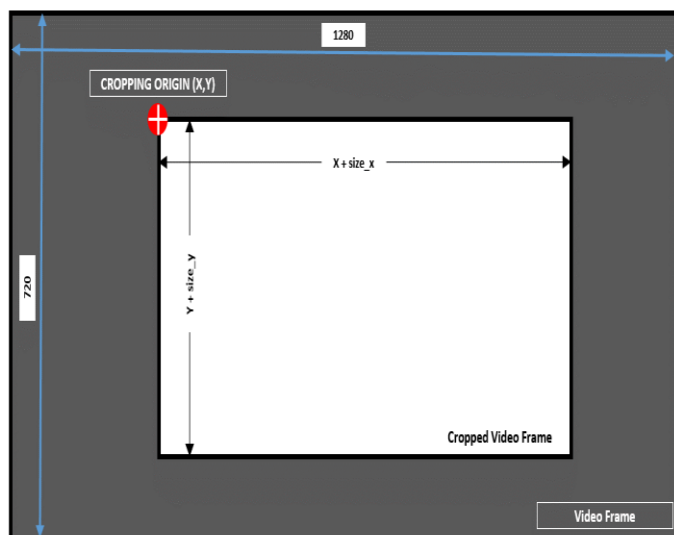 1280
CROPPING ORIGIN (X,Y)
X + size_x
Y + size_y
720
Cropped Video Frame
Video Frame